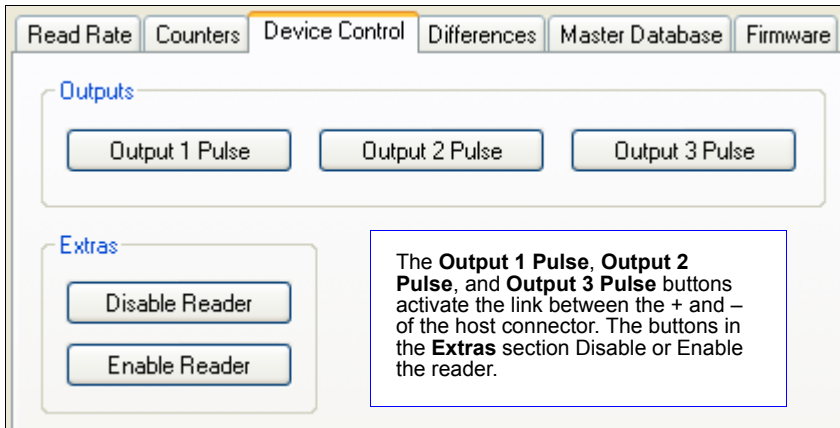 Read Rate Counters Device Control Differences Master Database Firmware
Outputs
Output 1 Pulse Output 2 Pulse Output 3 Pulse
Extras
Disable Reader
Enable Reader
The Output 1 Pulse, Output 2
Pulse, and Output 3 Pulse buttons
activate the link between the + and –
of the host connector. The buttons in
the Extras section Disable or Enable
the reader.